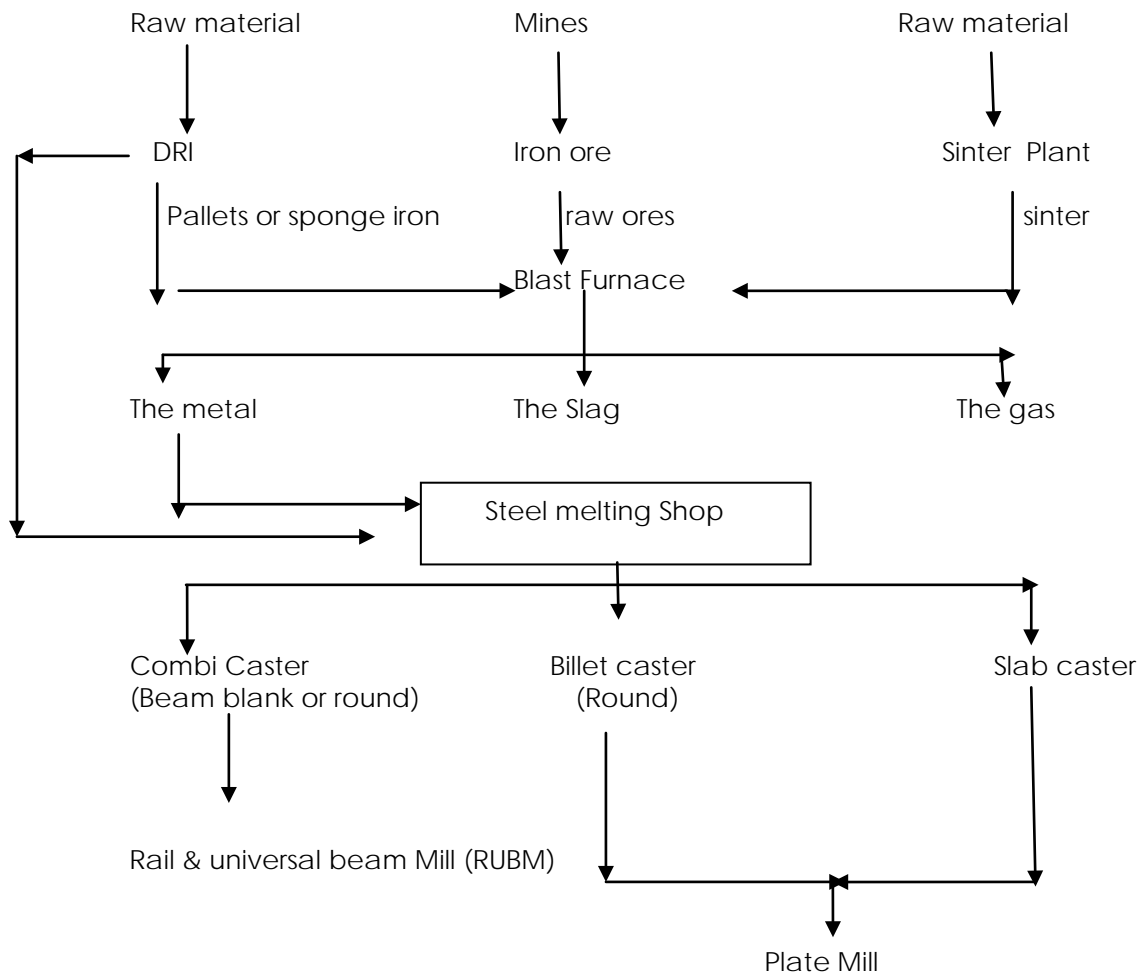 Raw material
Mines
Raw material
DRI
Iron ore
Sinter Plant
Pallets or sponge iron
raw ores
sinter
Blast Furnace
The metal
The Slag
The gas
Steel melting Shop
Combi Caster
(Beam blank or round)
Billet caster
(Round)
Slab caster
Rail & universal beam Mill (RUBM)
Plate Mill